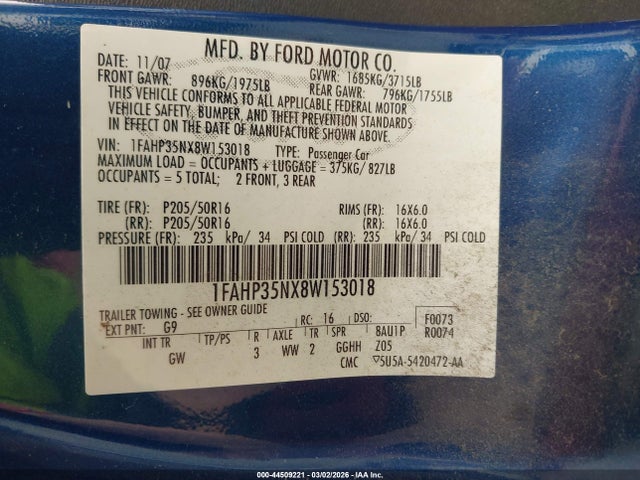 MFD. BY FORD MOTOR CO.
DATE: 11/07 GVWR: 1685KG/3715LB
FRONT GAWR: 896KG/1975LB REAR GAWR: 796KG/1755LB
THIS VEHICLE CONFORMS TO ALL APPLICABLE FEDERAL MOTOR
VEHICLE SAFETY, BUMPER, AND THEFT PREVENTION STANDARDS
IN EFFECT ON THE DATE OF MANUFACTURE SHOWN ABOVE.
VIN: 1FAHP35NX8W153018 TYPE: Passenger Car
MAXIMUM LOAD = OCCUPANTS + LUGGAGE = 375KG/ 827LB
OCCUPANTS = 5 TOTAL; 2 FRONT, 3 REAR
TIRE (FR): P205/50R16 RIMS (FR): 16X6.0
(RR): P205/50R16 (RR): 16X6.0
PRESSURE (FR): 235 kPa/ 34 PSI COLD (RR): 235 kPa/ 34 PSI COLD
1FAHP35NX8W153018
TRAILER TOWING - SEE OWNER GUIDE
EXT PNT: G9 RC: 16 DSO: F0073
INT TR TP/PS R AXLE TR SPR 8AU1P R0074
GW 3 WW 2 GGHH Z05
CMC ▽5U5A-5420472-AA
000-44509221 - 03/02/2026 - IAA Inc.